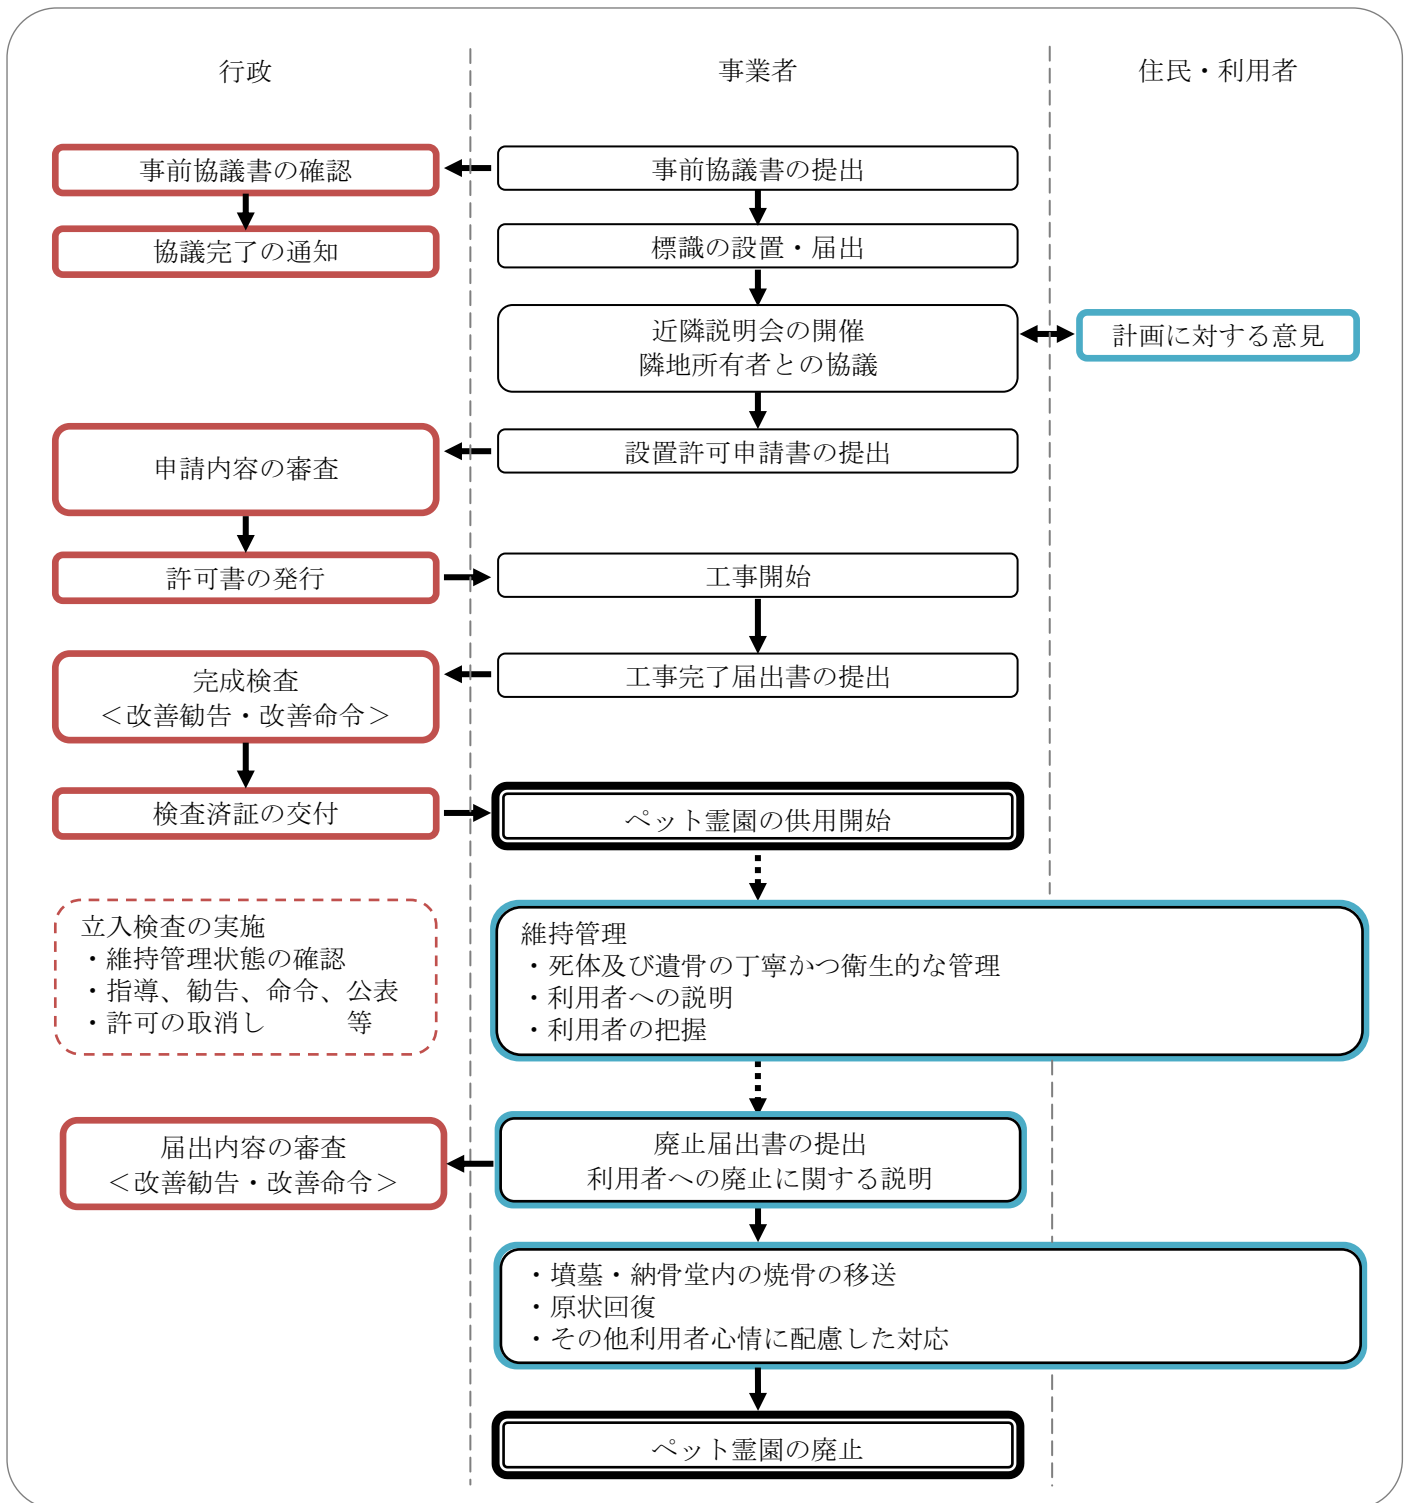 行政
事業者
住民・利用者
事前協議書の確認
事前協議書の提出
協議完了の通知
標識の設置・届出
近隣説明会の開催
隣地所有者との協議
計画に対する意見
申請内容の審査
設置許可申請書の提出
許可書の発行
工事開始
完成検査
＜改善勧告・改善命令＞
工事完了届出書の提出
検査済証の交付
ペット霊園の供用開始
立入検査の実施
・維持管理状態の確認
・指導、勧告、命令、公表
・許可の取消し　　　等
維持管理
・死体及び遺骨の丁寧かつ衛生的な管理
・利用者への説明
・利用者の把握
届出内容の審査
＜改善勧告・改善命令＞
廃止届出書の提出
利用者への廃止に関する説明
・墳墓・納骨堂内の焼骨の移送
・原状回復
・その他利用者心情に配慮した対応
ペット霊園の廃止